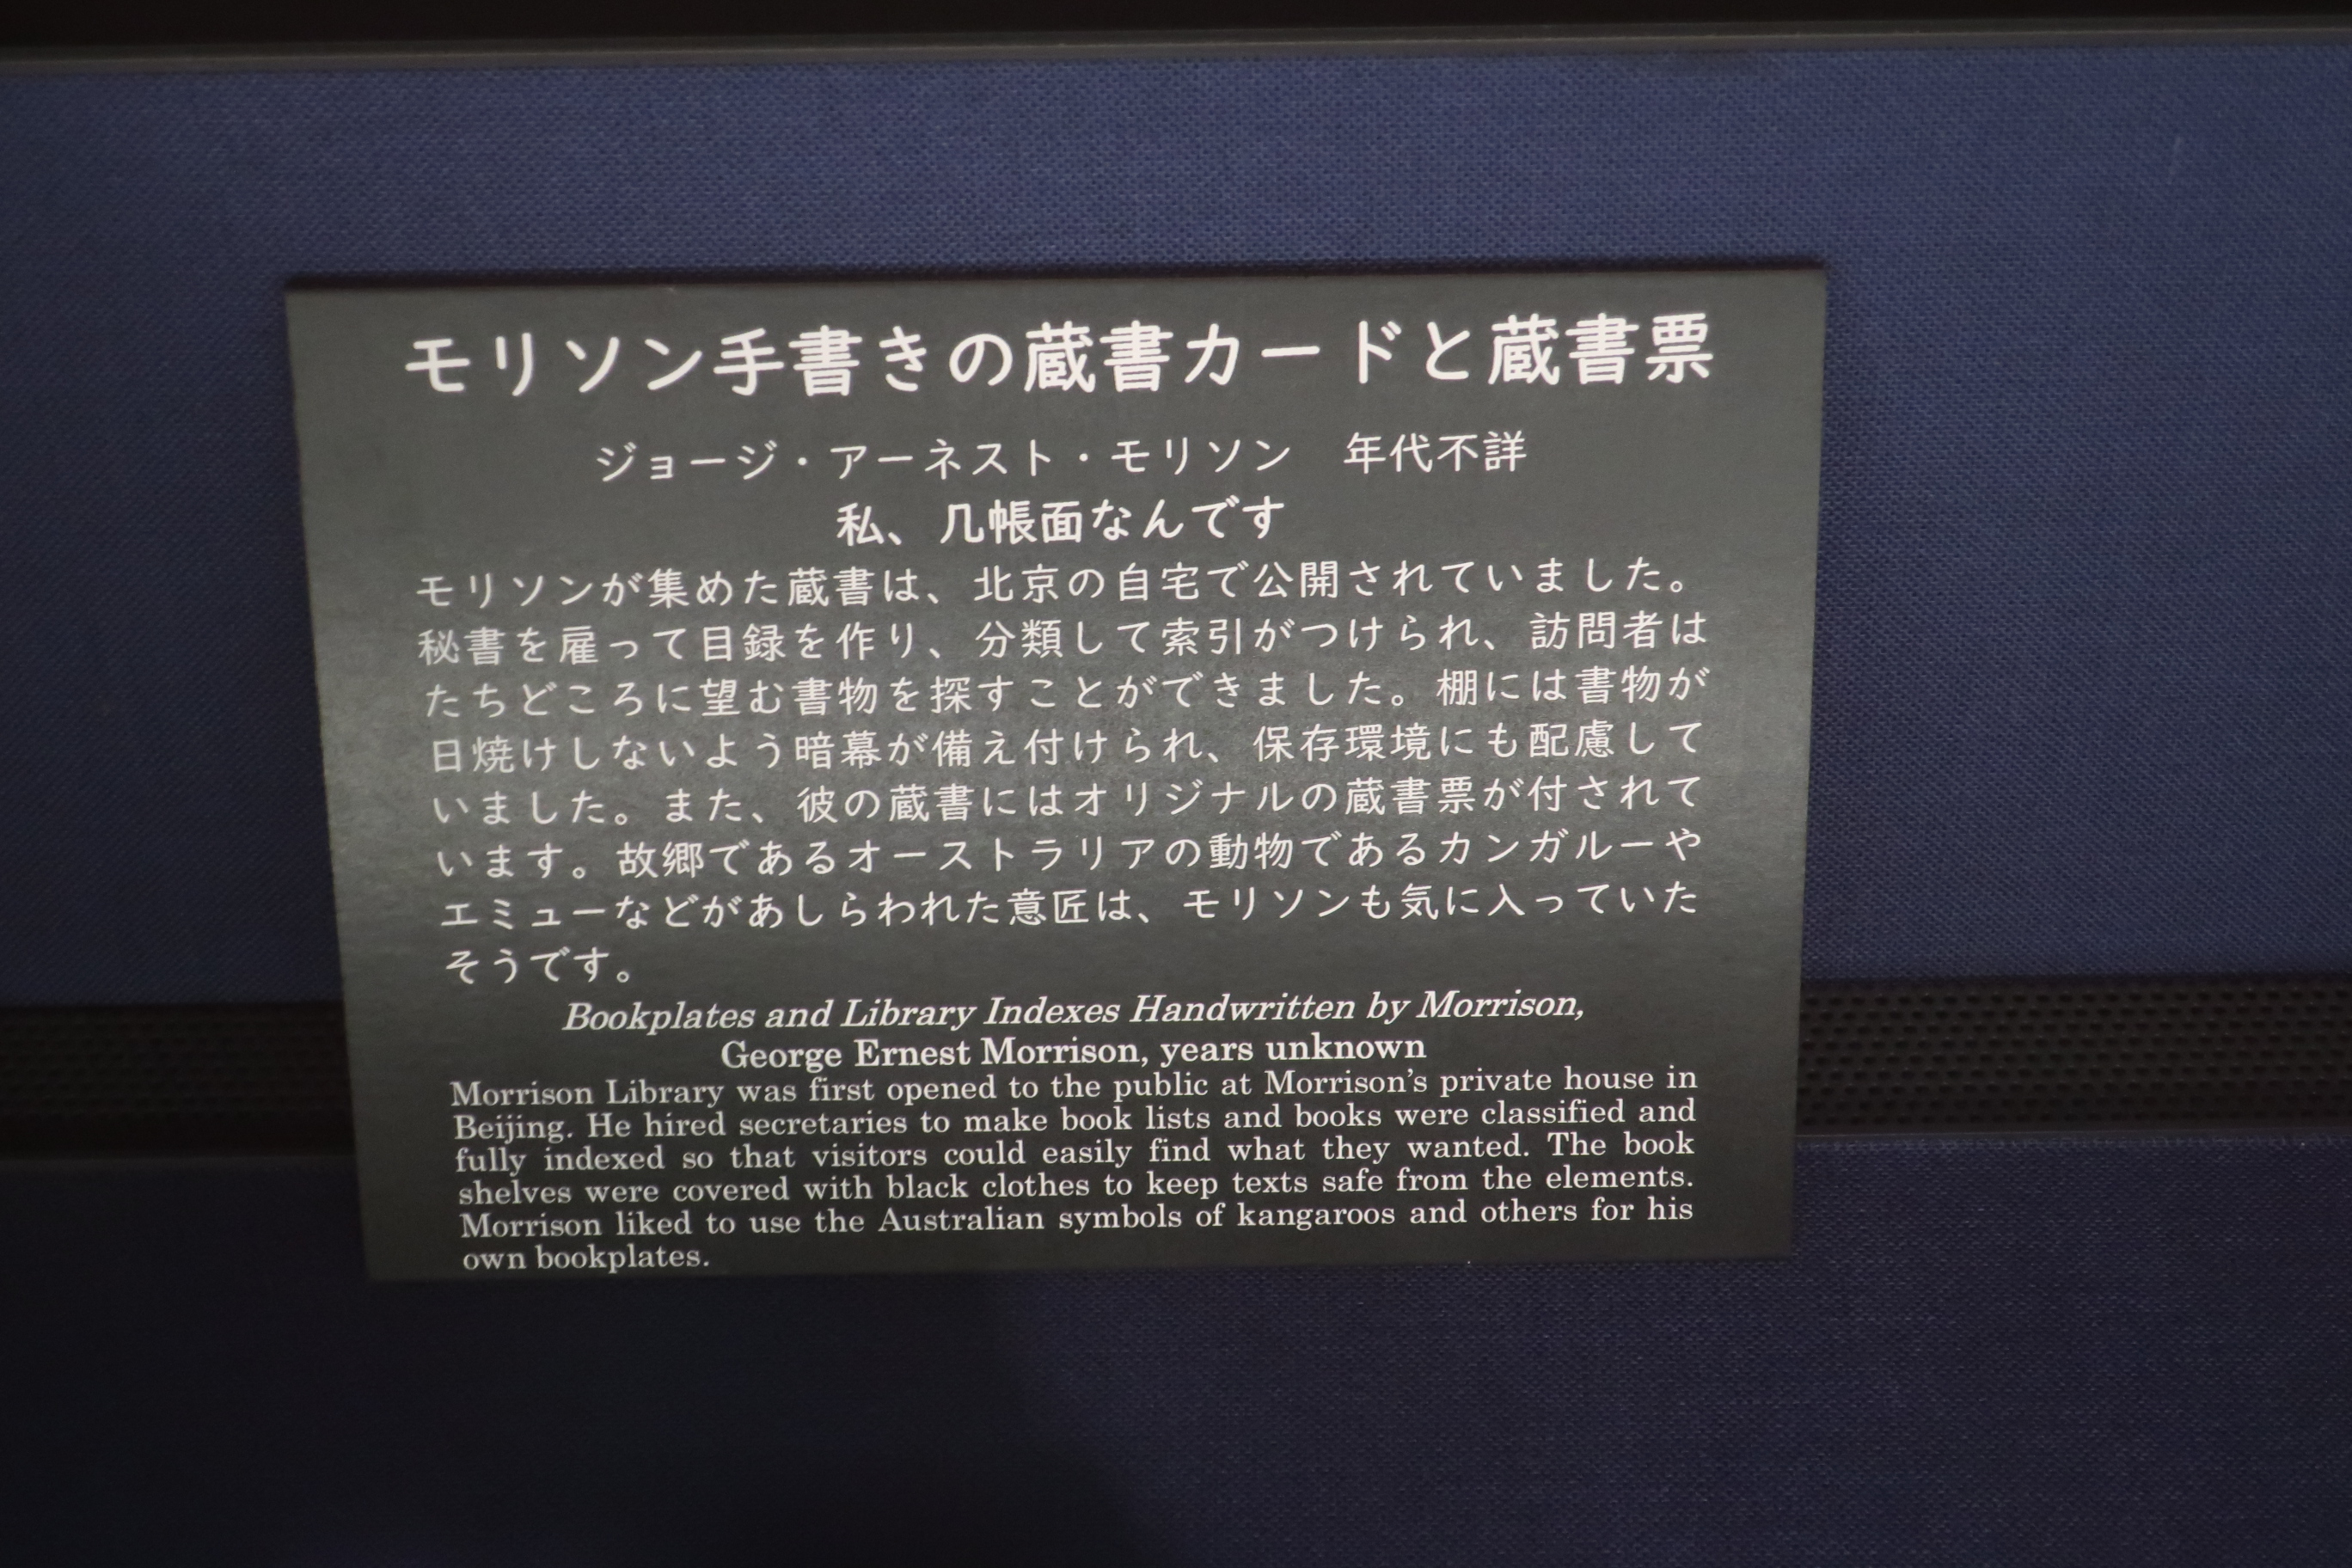 モリソン手書きの蔵書カードと蔵書票
ジョージ・アーネスト・モリソン　年代不詳
私、几帳面なんです
モリソンが集めた蔵書は、北京の自宅で公開されていました。
秘書を雇って目録を作り、分類して索引がつけられ、訪問者は
たちどころに望む書物を探すことができました。棚には書物が
日焼けしないよう暗幕が備え付けられ、保存環境にも配慮して
いました。また、彼の蔵書にはオリジナルの蔵書票が付されて
います。故郷であるオーストラリアの動物であるカンガルーや
エミューなどがあしらわれた意匠は、モリソンも気に入っていた
そうです。
Bookplates and Library Indexes Handwritten by Morrison,
George Ernest Morrison, years unknown
Morrison Library was first opened to the public at Morrison's private house in
Beijing. He hired secretaries to make book lists and books were classified and
fully indexed so that visitors could easily find what they wanted. The book
shelves were covered with black clothes to keep texts safe from the elements.
Morrison liked to use the Australian symbols of kangaroos and others for his
own bookplates.